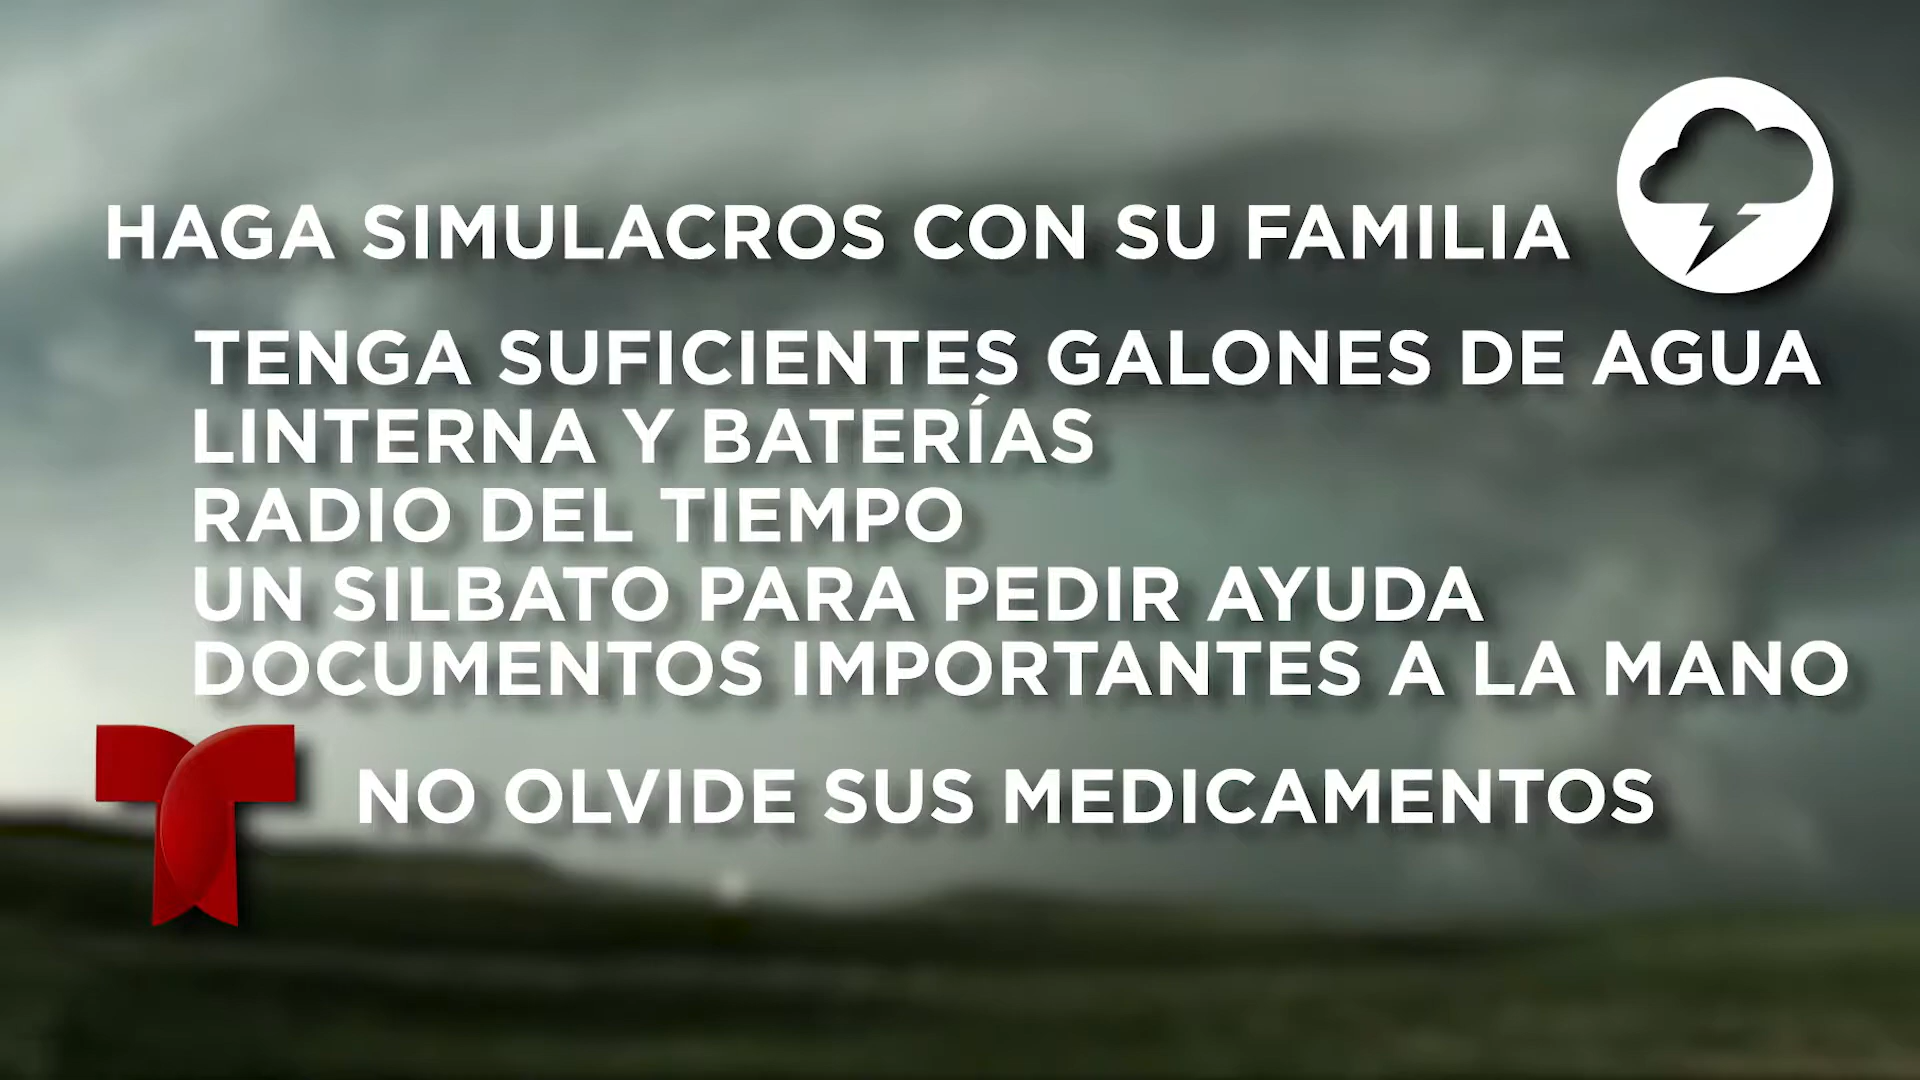 HAGA SIMULACROS CON SU FAMILIA
TENGA SUFICIENTES GALONES DE AGUA
LINTERNA Y BATERÍAS
RADIO DEL TIEMPO
UN SILBATO PARA PEDIR AYUDA
DOCUMENTOS IMPORTANTES A LA MANO
NO OLVIDE SUS MEDICAMENTOS